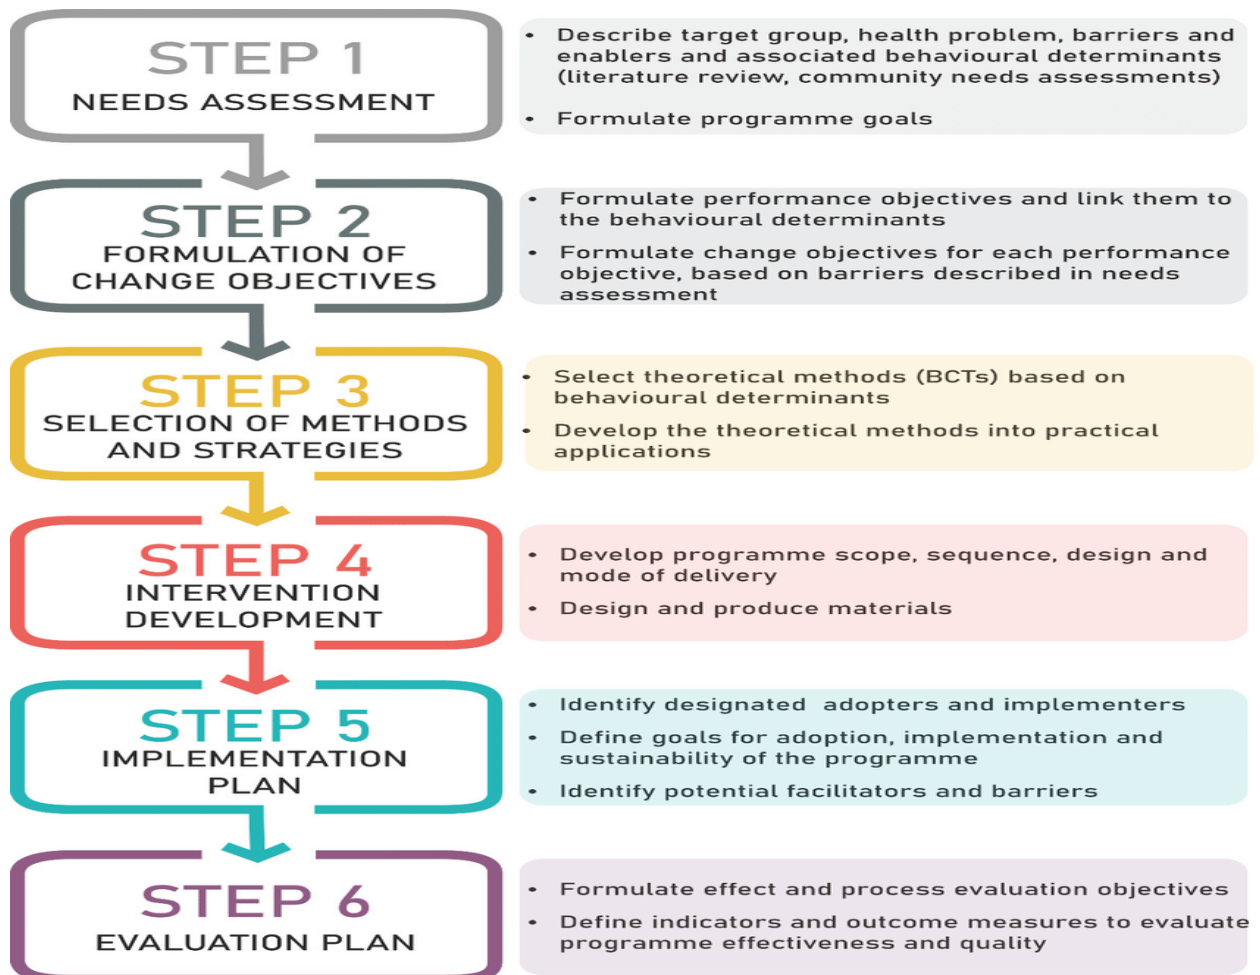 STEP 1
NEEDS ASSESSMENT
• Describe target group, health problem, barriers and
enablers and associated behavioural determinants
(literature review, community needs assessments)
• Formulate programme goals
STEP 2
FORMULATION OF
CHANGE OBJECTIVES
• Formulate performance objectives and link them to
the behavioural determinants
• Formulate change objectives for each performance
objective, based on barriers described in needs
assessment
STEP 3
SELECTION OF METHODS
AND STRATEGIES
• Select theoretical methods (BCTs) based on
behavioural determinants
• Develop the theoretical methods into practical
applications
STEP 4
INTERVENTION
DEVELOPMENT
• Develop programme scope, sequence, design and
mode of delivery
• Design and produce materials
STEP 5
IMPLEMENTATION
PLAN
• Identify designated adopters and implementers
• Define goals for adoption, implementation and
sustainability of the programme
• Identify potential facilitators and barriers
STEP 6
EVALUATION PLAN
• Formulate effect and process evaluation objectives
• Define indicators and outcome measures to evaluate
programme effectiveness and quality